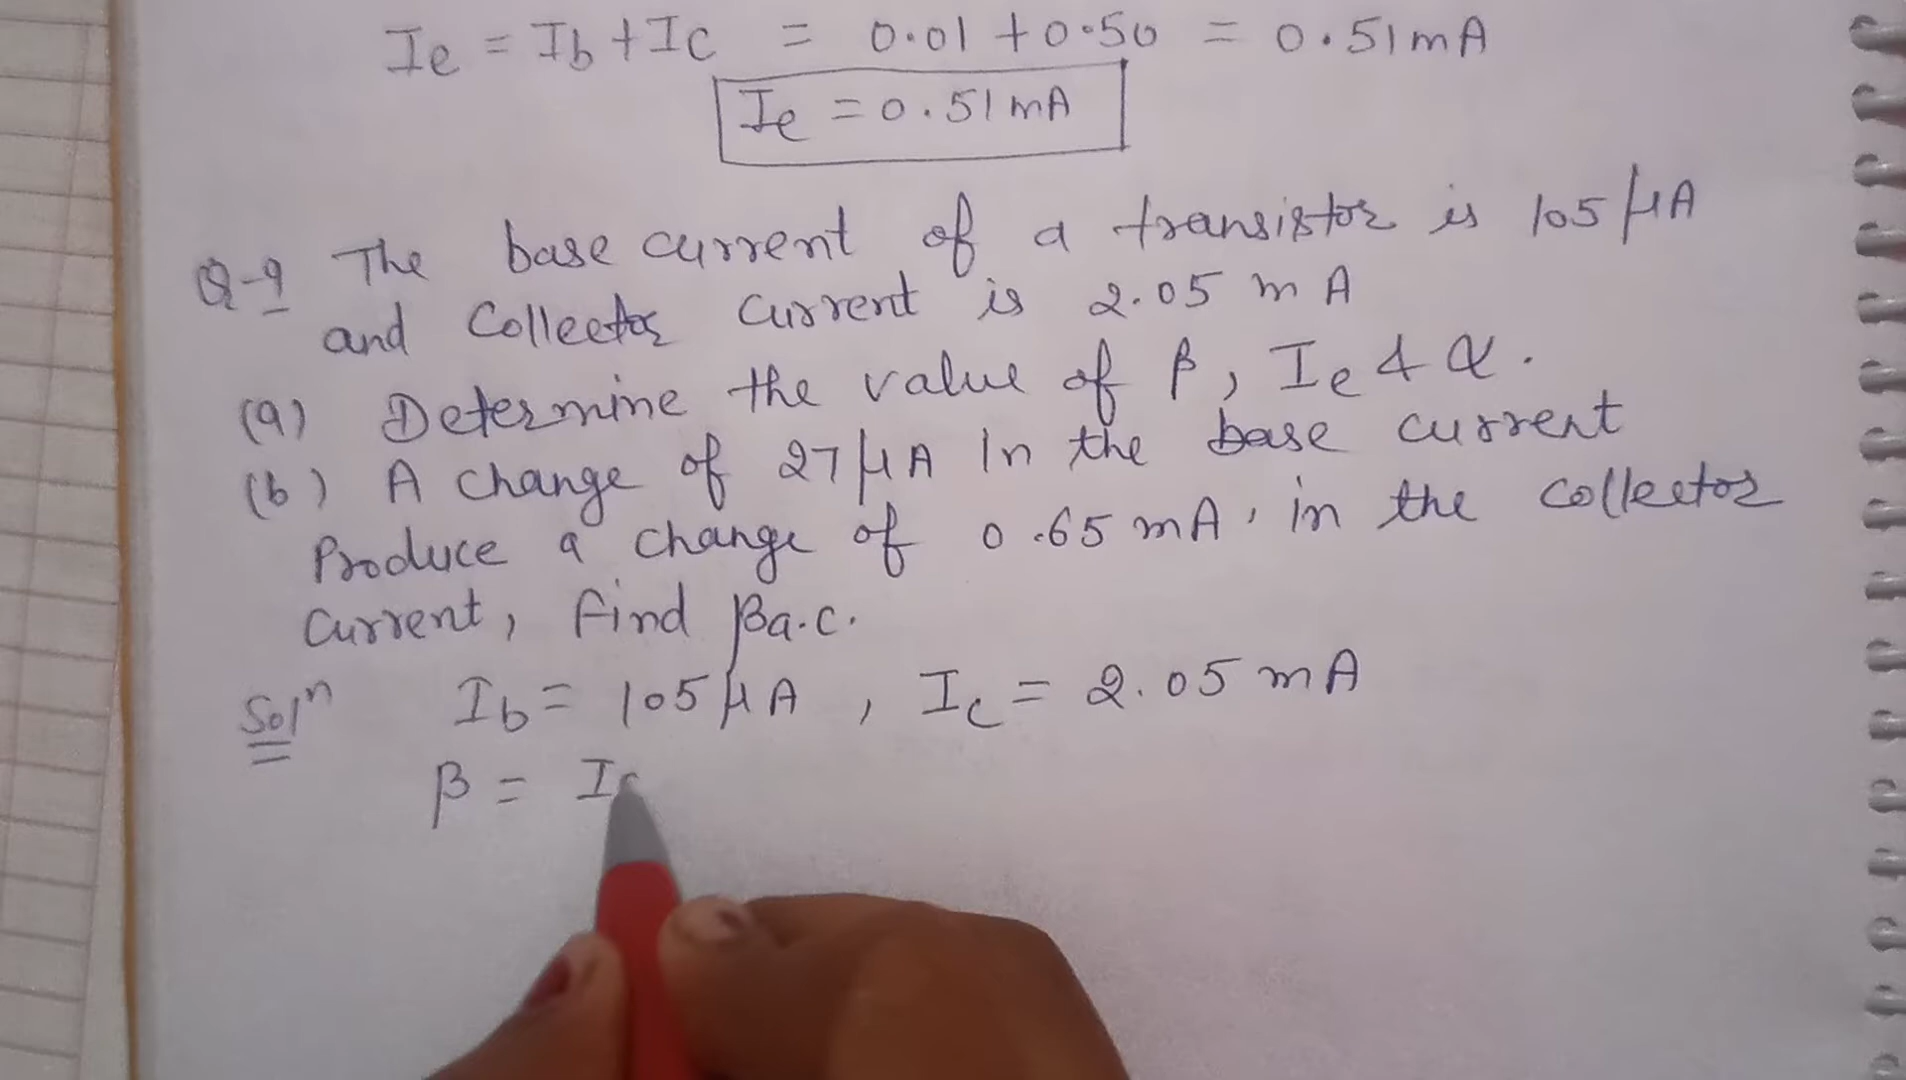 Ie = Ib + Ic = 0.01 + 0.50 = 0.51 mA
Ie = 0.51 mA
Q-9 The base current of a transistor is 105 μA
and Collector current is 2.05 mA
(a) Determine the value of β, Ie & α.
(b) A change of 27 μA in the base current
Produce a change of 0.65 mA, in the collector
current, find βa.c.
Solⁿ Ib = 105 μA, Ic = 2.05 mA
β = Ic